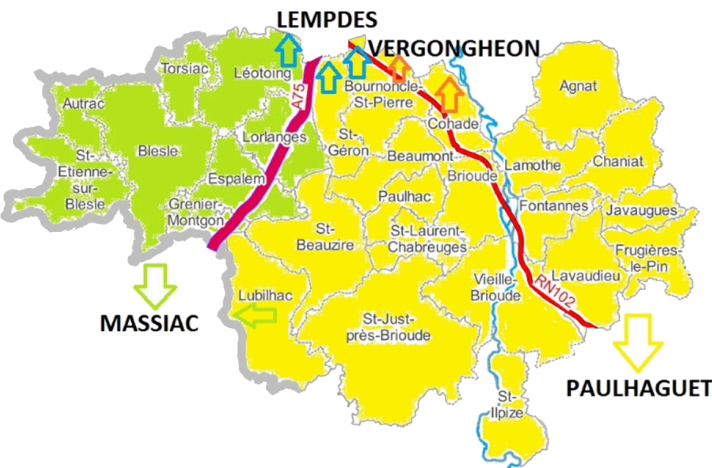 LEMPDES
VERGONGHEON
Torsiac
Léotoing
A75
Bournoncle-
St-Pierre
Agnat
Autrac
Cohade
Lorlanges
St-
Géron
Blesle
Beaumont
St-
Etienne-
sur-
Blesle
Lamothe
Chaniat
Espalem
Brioude
Paulhac
Grenier-
Montgon
Fontannes
Javaugues
St-
Beauzire
St-Laurent-
Chabreuges
Frugières-
le-Pin
Vieille-
Brioude
Lavaudieu
RN102
Lubilhac
MASSIAC
St-Just-
près-Brioude
PAULHAGUET
St-
Ilpize